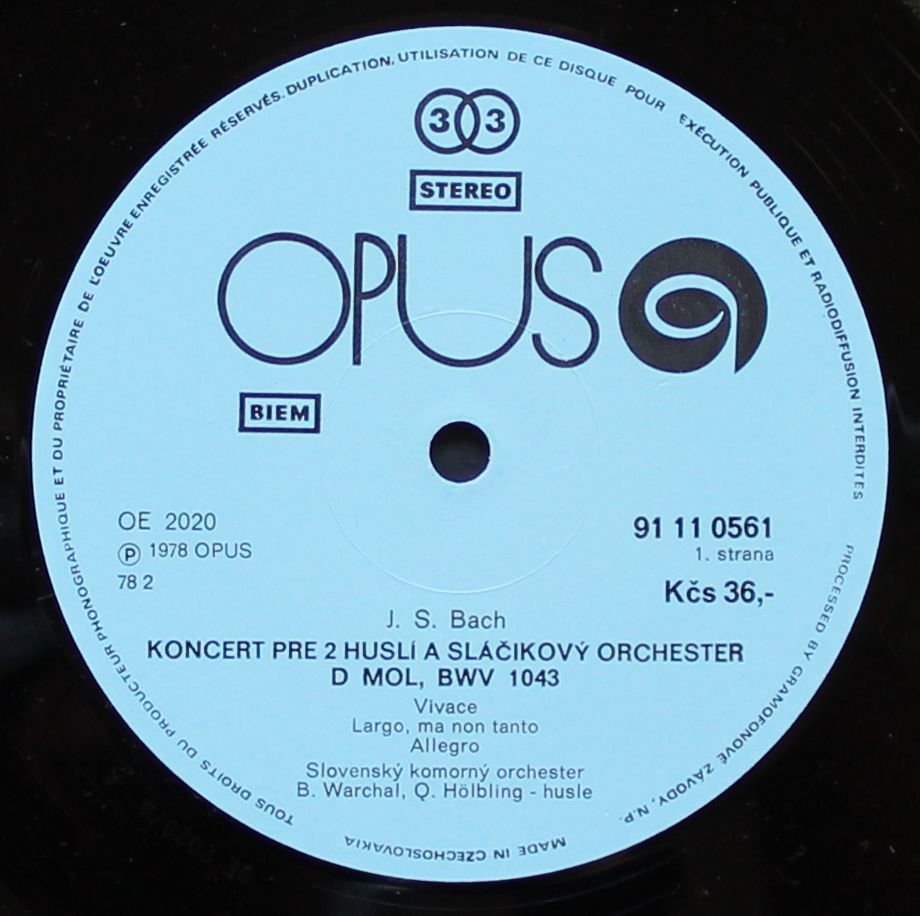 TOUS DROITS DU PRODUCTEUR PHONOGRAPHIQUE ET DU PROPRIÉTAIRE DE L'OEUVRE ENREGISTRÉE RÉSERVÉS. DUPLICATION, UTILISATION DE CE DISQUE POUR EXÉCUTION PUBLIQUE ET RADIODIFFUSION INTERDITES
33
STEREO
OPUS
BIEM
OE 2020
℗ 1978 OPUS
78 2
91 11 0561
1. strana
Kčs 36,-
J. S. Bach
KONCERT PRE 2 HUSLÍ A SLÁČIKOVÝ ORCHESTER
D MOL, BWV 1043
Vivace
Largo, ma non tanto
Allegro
Slovenský komorný orchester
B. Warchal, Q. Hölbling - husle
PROCESSED BY GRAMOFONOVÉ ZÁVODY, N.P.
MADE IN CZECHOSLOVAKIA